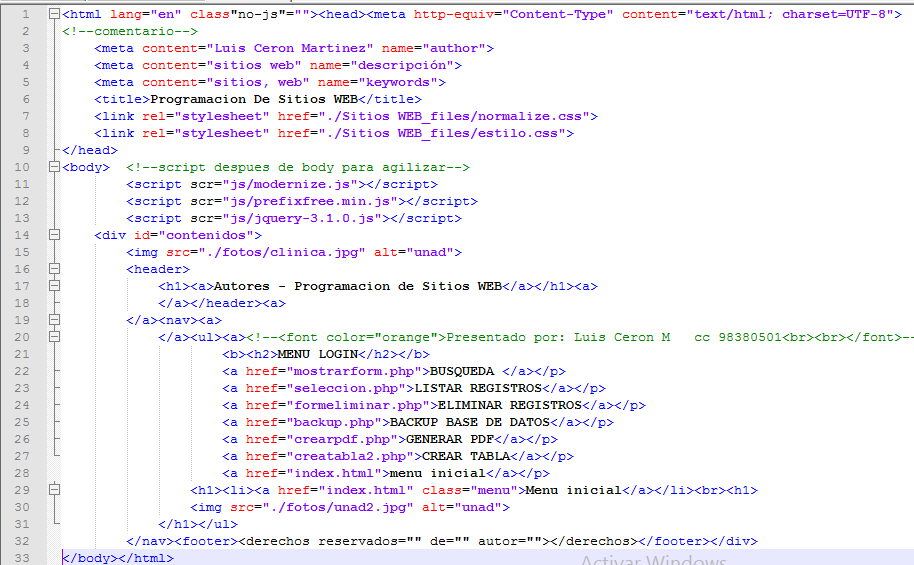 1 <html lang="en" class"no-js"=""><head><meta http-equiv="Content-Type" content="text/html; charset=UTF-8">
2 <!--comentario-->
3 <meta content="Luis Ceron Martinez" name="author">
4 <meta content="sitios web" name="descripción">
5 <meta content="sitios, web" name="keywords">
6 <title>Programacion De Sitios WEB</title>
7 <link rel="stylesheet" href="./Sitios WEB_files/normalize.css">
8 <link rel="stylesheet" href="./Sitios WEB_files/estilo.css">
9 </head>
10 <body>  <!--script despues de body para agilizar-->
11 <script scr="js/modernize.js"></script>
12 <script scr="js/prefixfree.min.js"></script>
13 <script scr="js/jquery-3.1.0.js"></script>
14 <div id="contenidos">
15 <img src="./fotos/clinica.jpg" alt="unad">
16 <header>
17 <h1><a>Autores - Programacion de Sitios WEB</a></h1><a>
18 </a></header><a>
19 </a><nav><a>
20 </a><ul><a><!--<font color="orange">Presentado por: Luis Ceron M   cc 98380501<br><br></font>--
21 <b><h2>MENU LOGIN</h2></b>
22 <a href="mostrarform.php">BUSQUEDA </a></p>
23 <a href="seleccion.php">LISTAR REGISTROS</a></p>
24 <a href="formeliminar.php">ELIMINAR REGISTROS</a></p>
25 <a href="backup.php">BACKUP BASE DE DATOS</a></p>
26 <a href="crearpdf.php">GENERAR PDF</a></p>
27 <a href="creatabla2.php">CREAR TABLA</a></p>
28 <a href="index.html">menu inicial</a></p>
29 <h1><li><a href="index.html" class="menu">Menu inicial</a></li><br><h1>
30 <img src="./fotos/unad2.jpg" alt="unad">
31 </h1></ul>
32 </nav><footer><derechos reservados="" de="" autor=""></derechos></footer></div>
33 </body></html>
Activar Windows